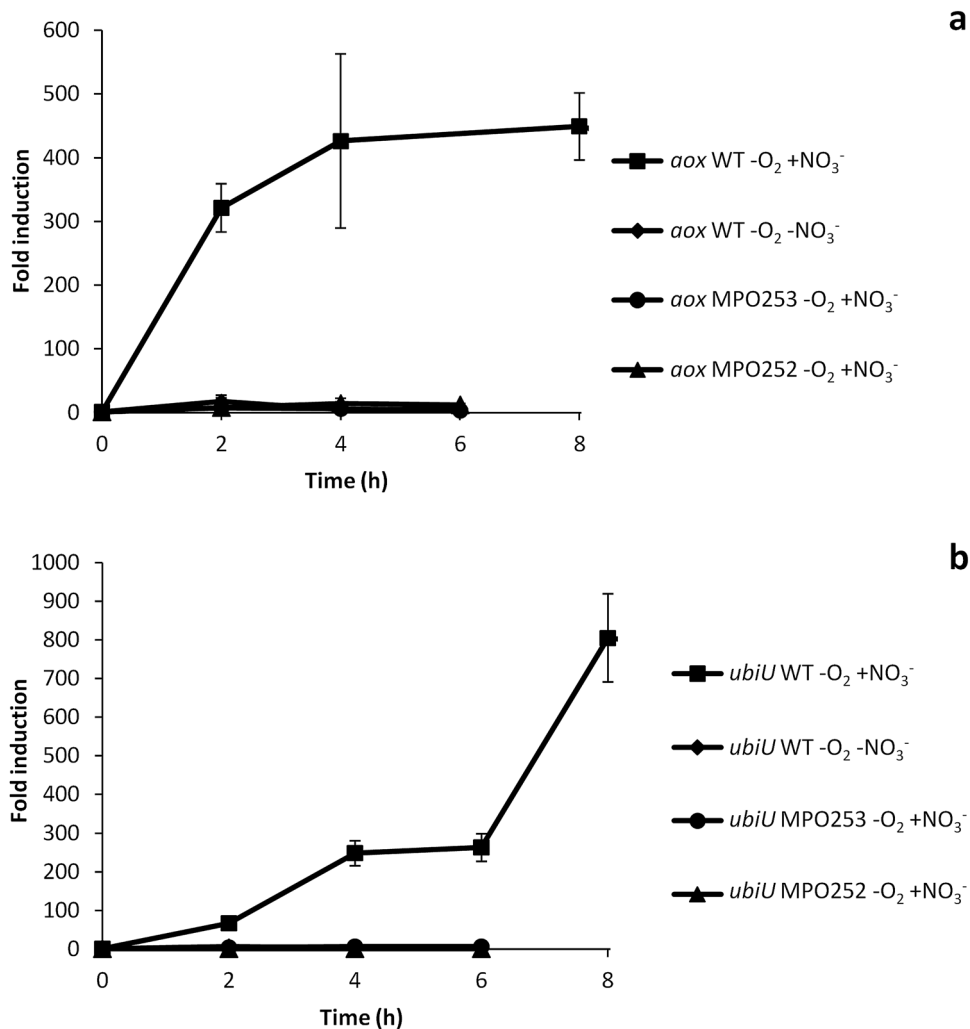 a
600
500
400
300
200
100
0
Fold induction
0 2 4 6 8
Time (h)
aox WT -O₂ +NO₃⁻
aox WT -O₂ -NO₃⁻
aox MPO253 -O₂ +NO₃⁻
aox MPO252 -O₂ +NO₃⁻
b
1000
900
800
700
600
500
400
300
200
100
0
Fold induction
0 2 4 6 8
Time (h)
ubiU WT -O₂ +NO₃⁻
ubiU WT -O₂ -NO₃⁻
ubiU MPO253 -O₂ +NO₃⁻
ubiU MPO252 -O₂ +NO₃⁻